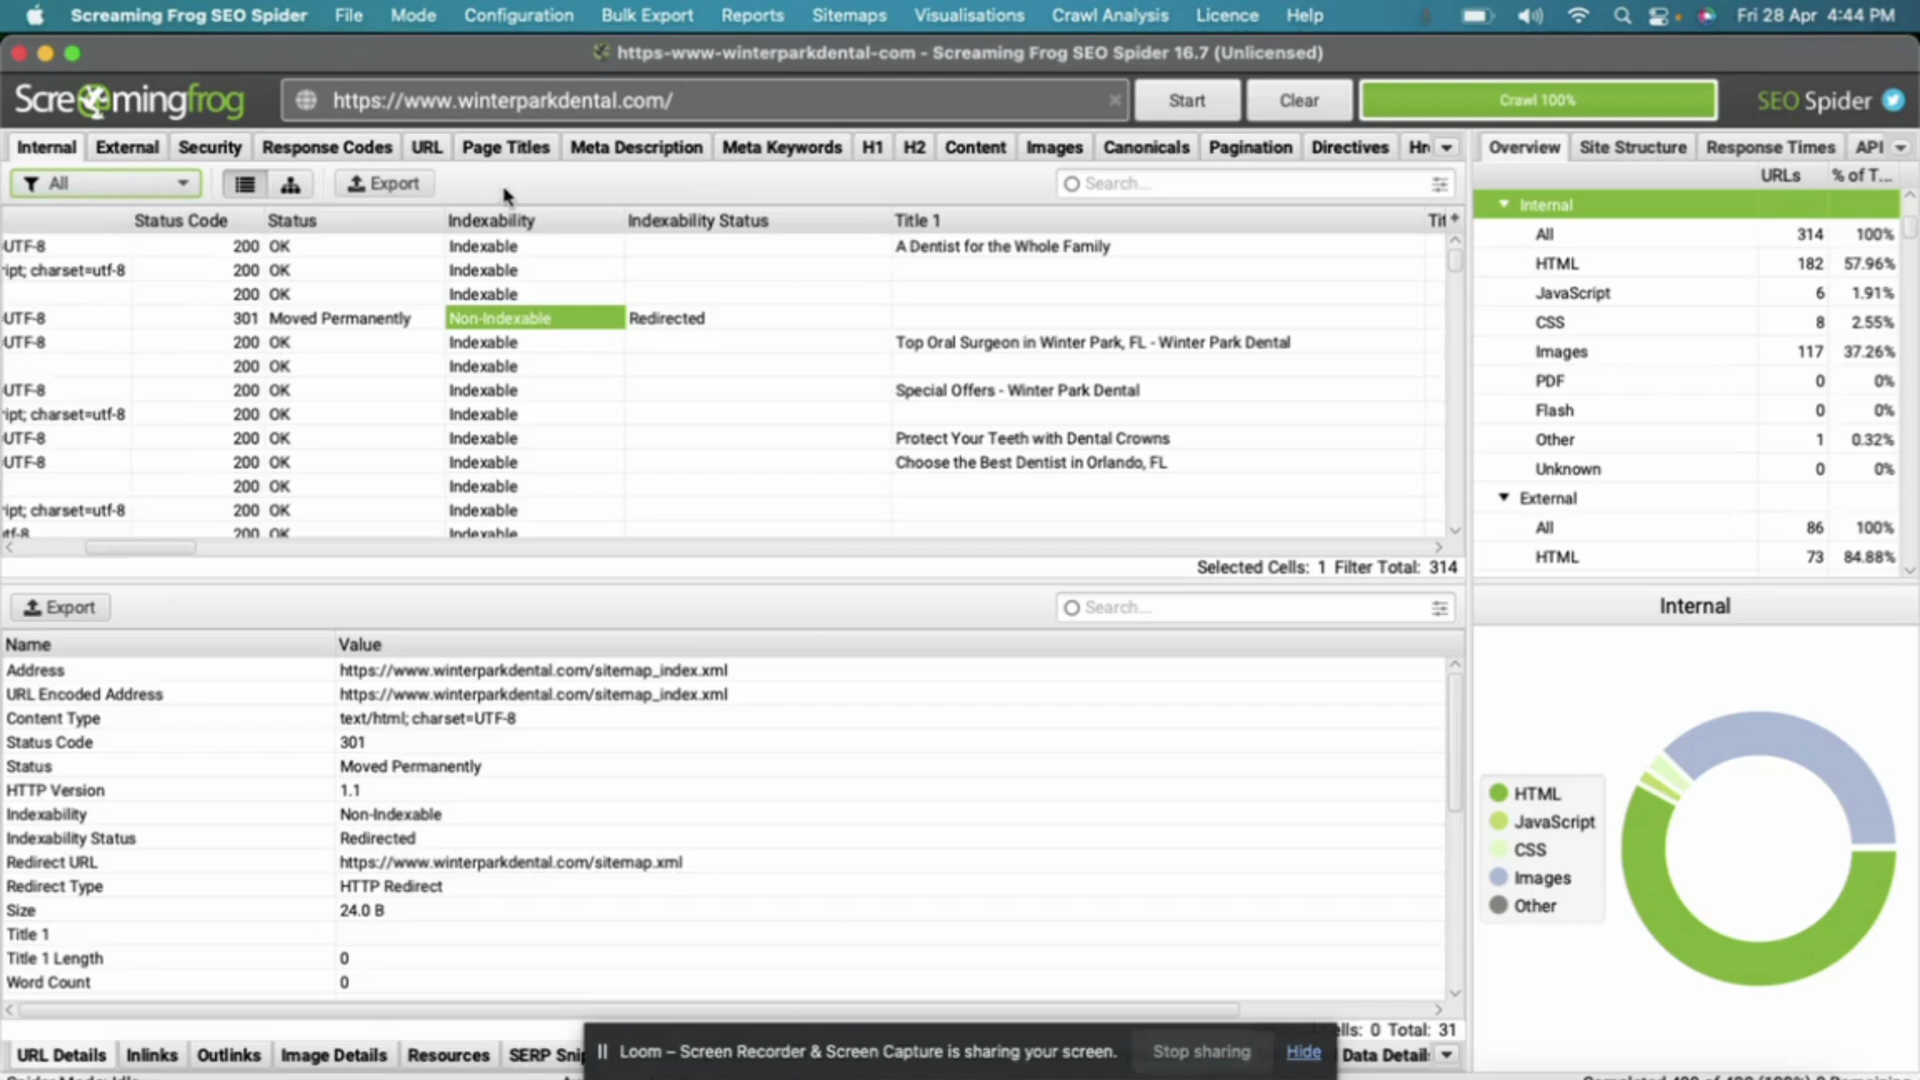 Screaming Frog SEO Spider File Mode Configuration Bulk Export Reports Sitemaps Visualisations Crawl Analysis Licence Help Fri 28 Apr 4:44 PM
https-www-winterparkdental-com - Screaming Frog SEO Spider 16.7 (Unlicensed)
Screamingfrog https://www.winterparkdental.com/ Start Clear Crawl 100% SEO Spider
Internal External Security Response Codes URL Page Titles Meta Description Meta Keywords H1 H2 Content Images Canonicals Pagination Directives Hr
All Export Search...
Status Code Status Indexability Indexability Status Title 1 Tit
UTF-8 200 OK Indexable A Dentist for the Whole Family
ript; charset=utf-8 200 OK Indexable
200 OK Indexable
UTF-8 301 Moved Permanently Non-Indexable Redirected
UTF-8 200 OK Indexable Top Oral Surgeon in Winter Park, FL - Winter Park Dental
200 OK Indexable
UTF-8 200 OK Indexable Special Offers - Winter Park Dental
ript; charset=utf-8 200 OK Indexable
UTF-8 200 OK Indexable Protect Your Teeth with Dental Crowns
UTF-8 200 OK Indexable Choose the Best Dentist in Orlando, FL
200 OK Indexable
ript; charset=utf-8 200 OK Indexable
utf-8 200 OK Indexable
Selected Cells: 1 Filter Total: 314
Export Search...
Name Value
Address https://www.winterparkdental.com/sitemap_index.xml
URL Encoded Address https://www.winterparkdental.com/sitemap_index.xml
Content Type text/html; charset=UTF-8
Status Code 301
Status Moved Permanently
HTTP Version 1.1
Indexability Non-Indexable
Indexability Status Redirected
Redirect URL https://www.winterparkdental.com/sitemap.xml
Redirect Type HTTP Redirect
Size 24.0 B
Title 1
Title 1 Length 0
Word Count 0
ells: 0 Total: 31
URL Details Inlinks Outlinks Image Details Resources SERP Snip Data Detail
Loom – Screen Recorder & Screen Capture is sharing your screen. Stop sharing Hide
Overview Site Structure Response Times API
URLs % of T...
Internal
All 314 100%
HTML 182 57.96%
JavaScript 6 1.91%
CSS 8 2.55%
Images 117 37.26%
PDF 0 0%
Flash 0 0%
Other 1 0.32%
Unknown 0 0%
External
All 86 100%
HTML 73 84.88%
Internal
HTML
JavaScript
CSS
Images
Other